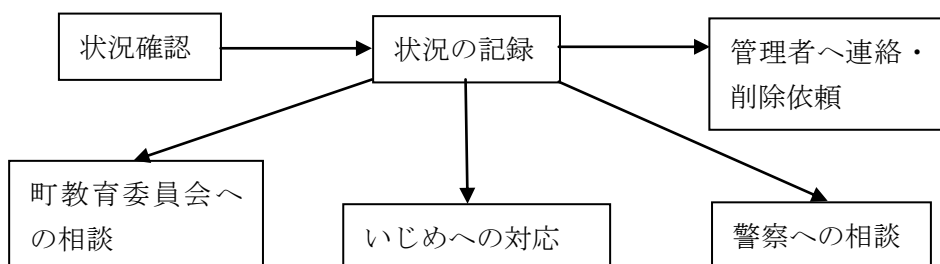 状況確認
状況の記録
管理者へ連絡・
削除依頼
町教育委員会へ
の相談
いじめへの対応
警察への相談